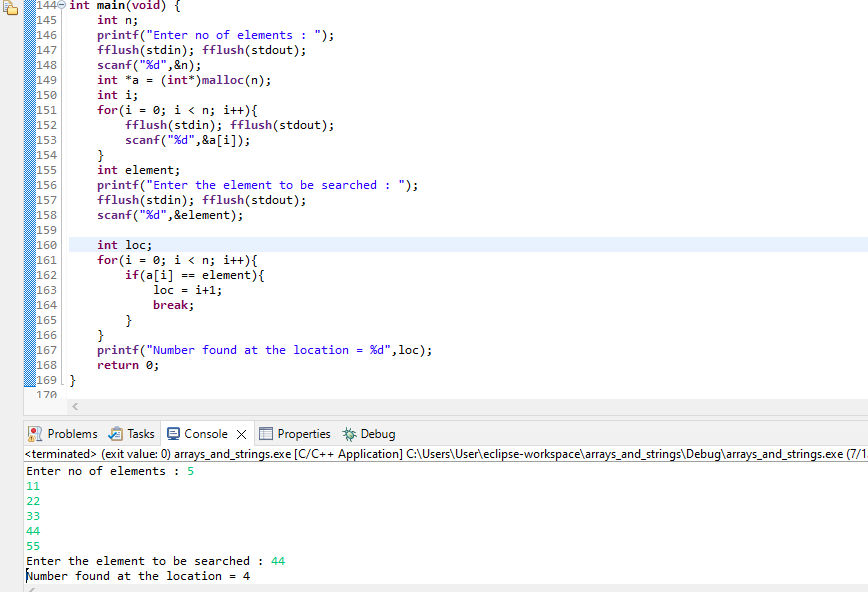 144 int main(void) {
145 int n;
146 printf("Enter no of elements : ");
147 fflush(stdin); fflush(stdout);
148 scanf("%d",&n);
149 int *a = (int*)malloc(n);
150 int i;
151 for(i = 0; i < n; i++){
152 fflush(stdin); fflush(stdout);
153 scanf("%d",&a[i]);
154 }
155 int element;
156 printf("Enter the element to be searched : ");
157 fflush(stdin); fflush(stdout);
158 scanf("%d",&element);
159
160 int loc;
161 for(i = 0; i < n; i++){
162 if(a[i] == element){
163 loc = i+1;
164 break;
165 }
166 }
167 printf("Number found at the location = %d",loc);
168 return 0;
169 }
170
Problems Tasks Console Properties Debug
<terminated> (exit value: 0) arrays_and_strings.exe [C/C++ Application] C:\Users\User\eclipse-workspace\arrays_and_strings\Debug\arrays_and_strings.exe (7/1
Enter no of elements : 5
11
22
33
44
55
Enter the element to be searched : 44
Number found at the location = 4